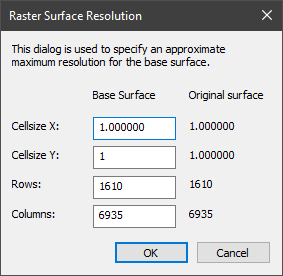 Raster Surface Resolution
This dialog is used to specify an approximate
maximum resolution for the base surface.
Base Surface Original surface
Cellsize X: 1.000000 1.000000
Cellsize Y: 1 1.000000
Rows: 1610 1610
Columns: 6935 6935
OK Cancel